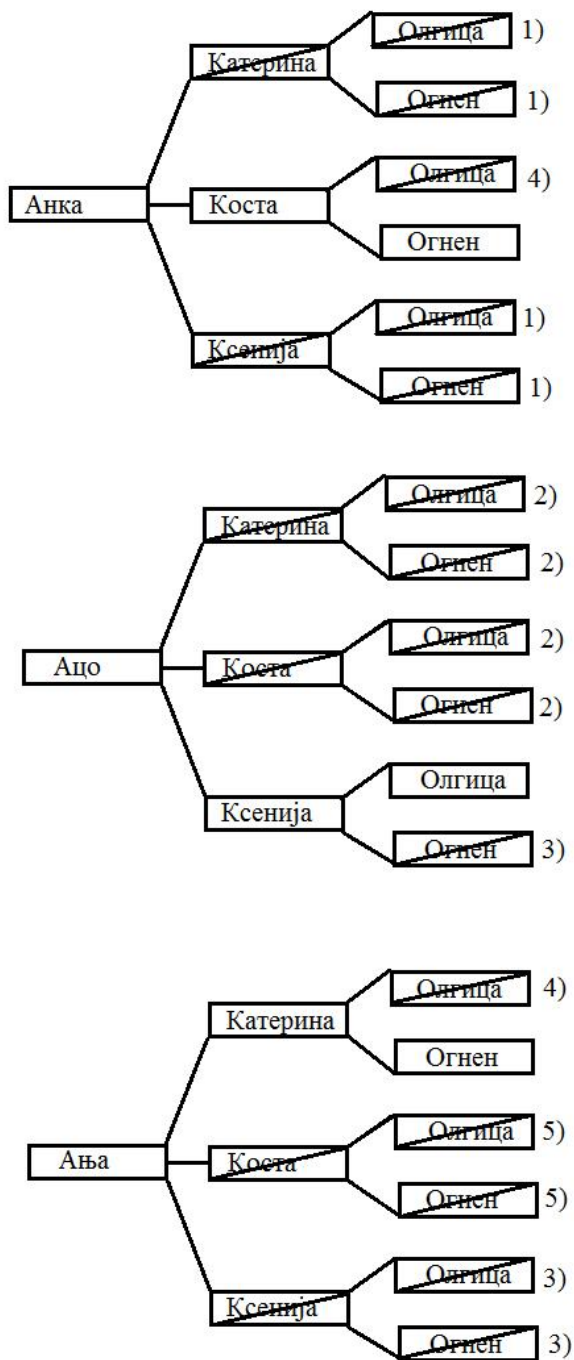 Олгица 1)
Катерина
Огнен 1)
Олгица 4)
Анка Коста
Огнен
Олгица 1)
Ксенија
Огнен 1)
Олгица 2)
Катерина
Огнен 2)
Олгица 2)
Ацо Коста
Огнен 2)
Олгица
Ксенија
Огнен 3)
Олгица 4)
Катерина
Огнен
Олгица 5)
Ања Коста
Огнен 5)
Олгица 3)
Ксенија
Огнен 3)